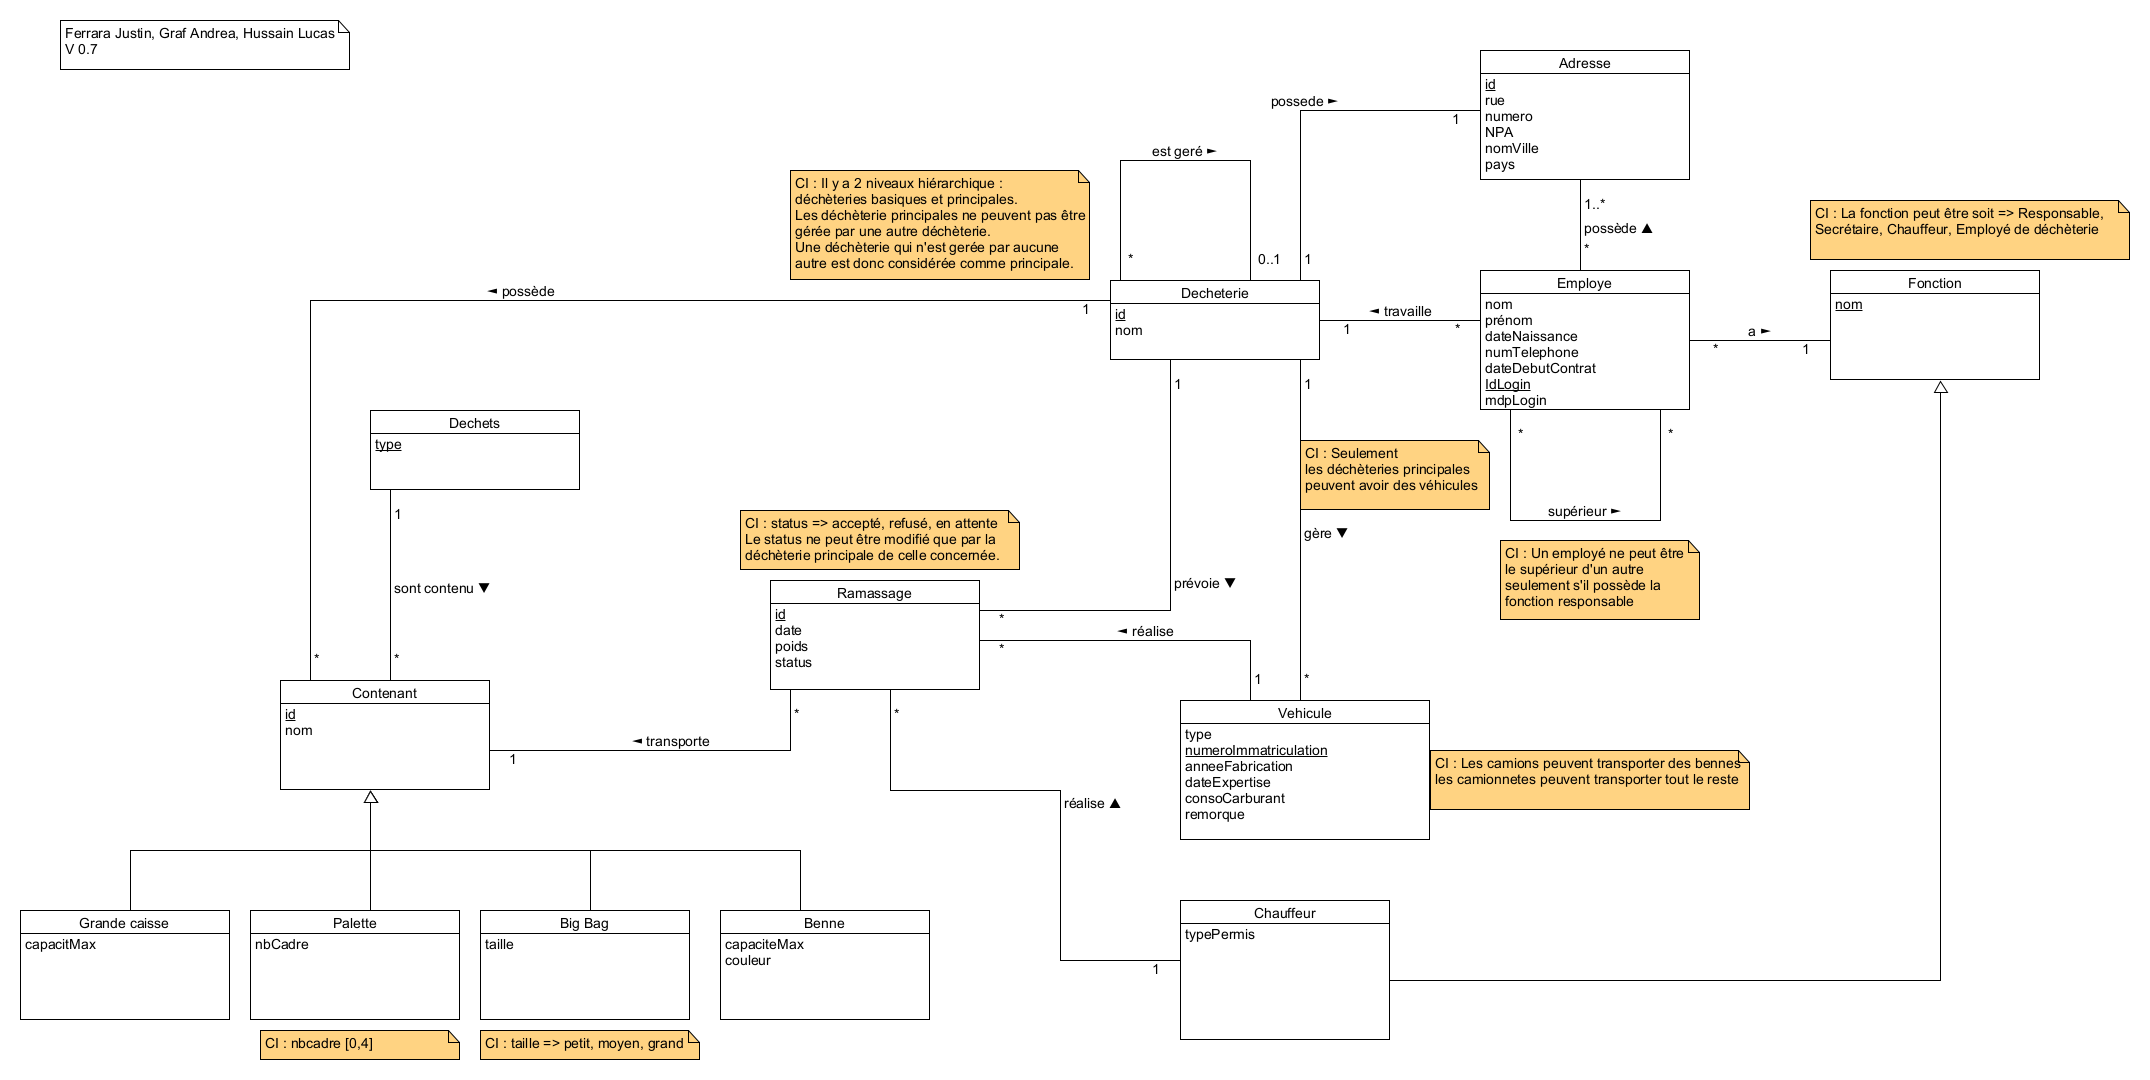 Ferrara Justin, Graf Andrea, Hussain Lucas
V 0.7
Adresse
id
rue
numero
NPA
nomVille
pays
possede ►
1
1
est geré ►
*
0..1
CI : Il y a 2 niveaux hiérarchique :
déchèteries basiques et principales.
Les déchèterie principales ne peuvent pas être
gérée par une autre déchèterie.
Une déchèterie qui n'est gerée par aucune
autre est donc considérée comme principale.
1..*
possède ▲
*
CI : La fonction peut être soit => Responsable,
Secrétaire, Chauffeur, Employé de déchèterie
Decheterie
id
nom
◄ possède
1
*
◄ travaille
1
*
Employe
nom
prénom
dateNaissance
numTelephone
dateDebutContrat
IdLogin
mdpLogin
a ►
*
1
Fonction
nom
*
*
supérieur ►
CI : Un employé ne peut être
le supérieur d'un autre
seulement s'il possède la
fonction responsable
Dechets
type
1
sont contenu ▼
*
CI : Seulement
les déchèteries principales
peuvent avoir des véhicules
1
gère ▼
*
1
prévoie ▼
*
CI : status => accepté, refusé, en attente
Le status ne peut être modifié que par la
déchèterie principale de celle concernée.
Ramassage
id
date
poids
status
◄ réalise
*
1
Contenant
id
nom
◄ transporte
*
1
*
réalise ▲
1
Vehicule
type
numeroImmatriculation
anneeFabrication
dateExpertise
consoCarburant
remorque
CI : Les camions peuvent transporter des bennes
les camionnetes peuvent transporter tout le reste
Grande caisse
capacitMax
Palette
nbCadre
Big Bag
taille
Benne
capaciteMax
couleur
Chauffeur
typePermis
CI : nbcadre [0,4]
CI : taille => petit, moyen, grand